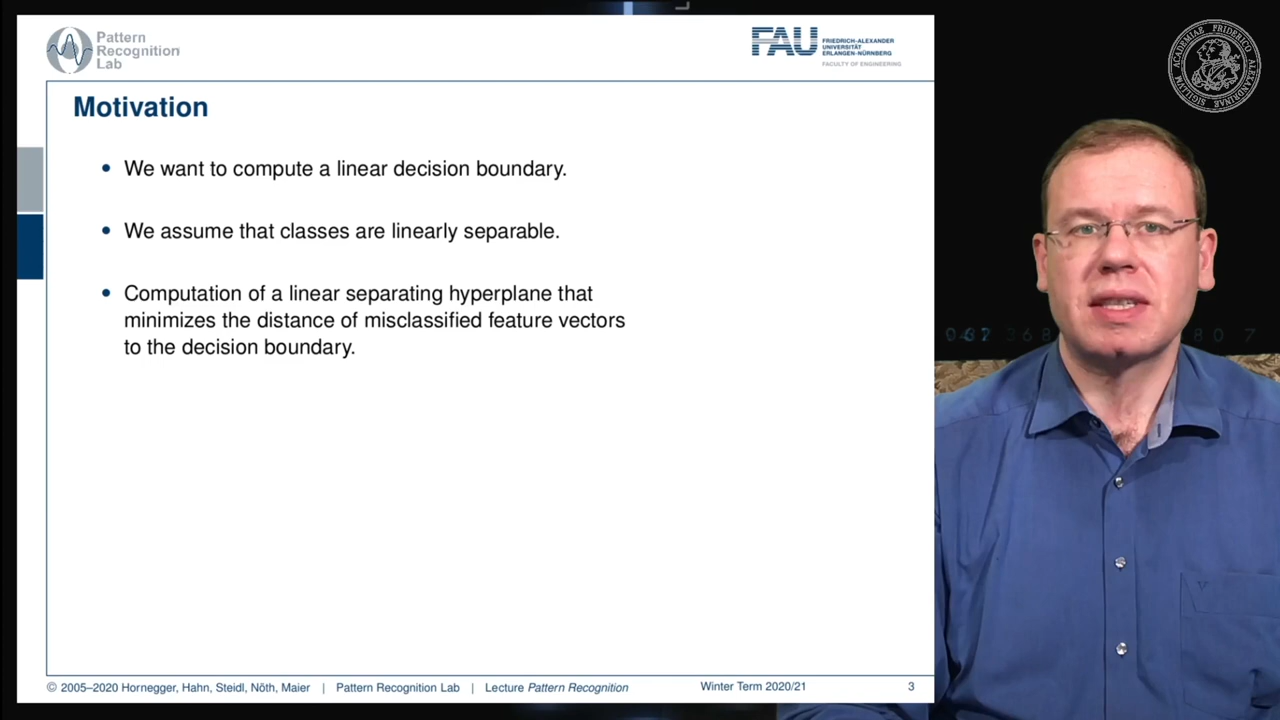 Pattern
Recognition
Lab
FAU
FRIEDRICH-ALEXANDER
UNIVERSITÄT
ERLANGEN-NÜRNBERG
FACULTY OF ENGINEERING
Motivation
• We want to compute a linear decision boundary.
• We assume that classes are linearly separable.
• Computation of a linear separating hyperplane that
minimizes the distance of misclassified feature vectors
to the decision boundary.
© 2005–2020 Hornegger, Hahn, Steidl, Nöth, Maier | Pattern Recognition Lab | Lecture Pattern Recognition
Winter Term 2020/21
3